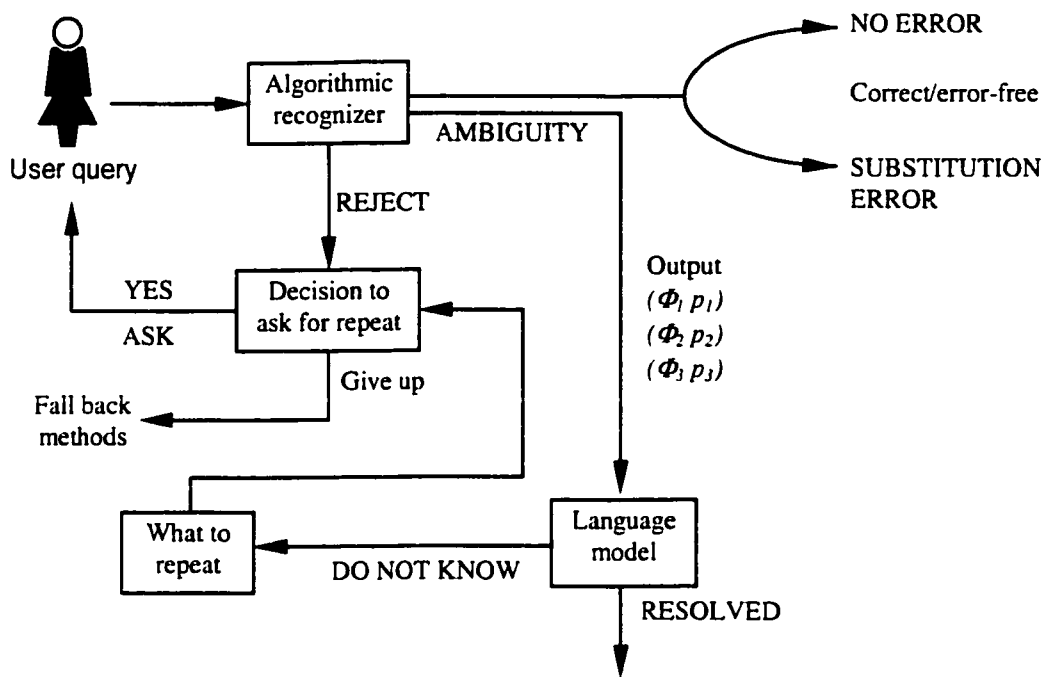 NO ERROR
Algorithmic
recognizer
Correct/error-free
AMBIGUITY
User query
SUBSTITUTION
ERROR
REJECT
Output
(Φ₁ p₁)
(Φ₂ p₂)
(Φ₃ p₃)
YES
ASK
Decision to
ask for repeat
Give up
Fall back
methods
What to
repeat
DO NOT KNOW
Language
model
RESOLVED